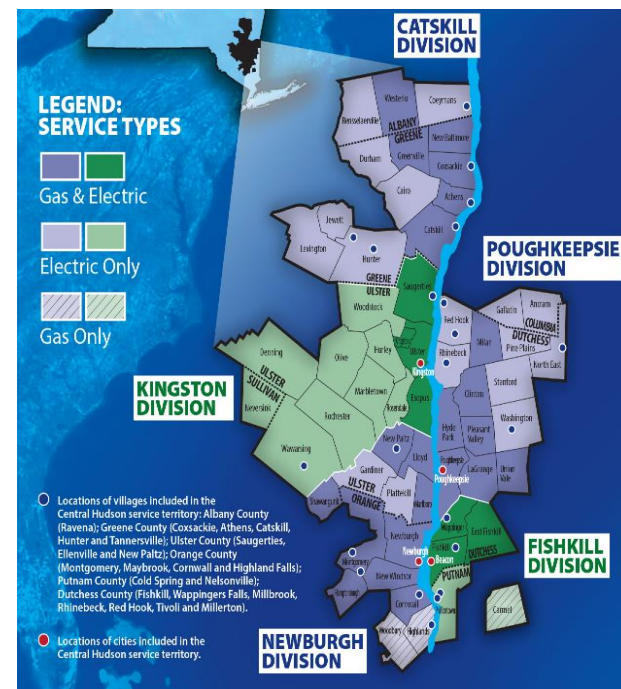 CATSKILL
DIVISION
LEGEND:
SERVICE TYPES
Gas & Electric
Electric Only
Gas Only
Westerlo
Coeymans
Rensselaerville
ALBANY
GREENE
New Baltimore
Durham
Greenville
Coxsackie
Cairo
Athens
Catskill
Jewett
Lexington
Hunter
GREENE
ULSTER
POUGHKEEPSIE
DIVISION
Saugerties
Woodstock
Red Hook
Gallatin
Ancram
COLUMBIA
DUTCHESS
Rhinebeck
Milan
Pine Plains
North East
Denning
Olive
Hurley
Kingston
Ulster
Kingston
Stanford
ULSTER
SULLIVAN
KINGSTON
DIVISION
Marbletown
Rosendale
Esopus
Clinton
Washington
Neversink
Rochester
Wawarsing
New Paltz
Lloyd
Hyde
Park
Pleasant
Valley
Gardiner
ULSTER
ORANGE
Poughkeepsie
Poughkeepsie
LaGrange
Union
Vale
Shawangunk
Plattekill
Marlboro
Wappinger
East Fishkill
Newburgh
Fishkill
DUTCHESS
Montgomery
Newburgh
Beacon
PUTNAM
FISHKILL
DIVISION
New Windsor
Cornwall
Philipstown
Carmel
Woodbury
Highlands
NEWBURGH
DIVISION
Locations of villages included in the
Central Hudson service territory: Albany County
(Ravena); Greene County (Coxsackie, Athens, Catskill,
Hunter and Tannersville); Ulster County (Saugerties,
Ellenville and New Paltz); Orange County
(Montgomery, Maybrook, Cornwall and Highland Falls);
Putnam County (Cold Spring and Nelsonville);
Dutchess County (Fishkill, Wappingers Falls, Millbrook,
Rhinebeck, Red Hook, Tivoli and Millerton).
Locations of cities included in the
Central Hudson service territory.